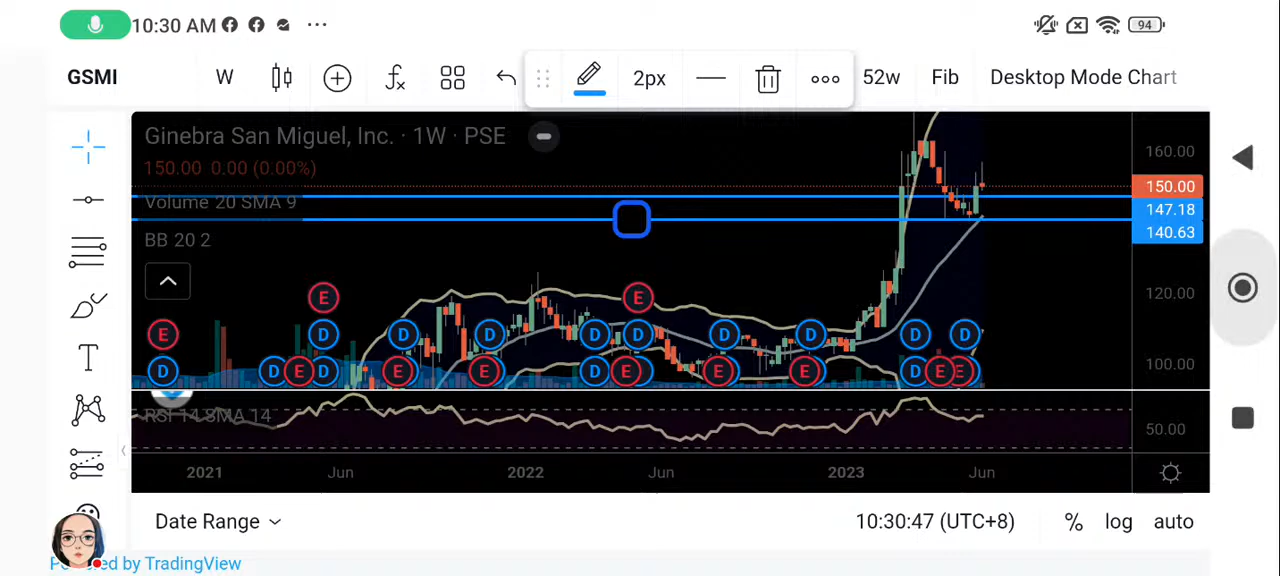 10:30 AM ... 94
GSMI W 2px 52w Fib Desktop Mode Chart
Ginebra San Miguel, Inc. · 1W · PSE
160.00
150.00 0.00 (0.00%)
150.00
Volume 20 SMA 9
147.18
140.63
BB 20 2
E E
120.00
E D D D D D D D D D
D D E D E E D E E E D E E
100.00
RSI 14 SMA 14
50.00
2021 Jun 2022 Jun 2023 Jun
Date Range 10:30:47 (UTC+8) % log auto
by TradingView